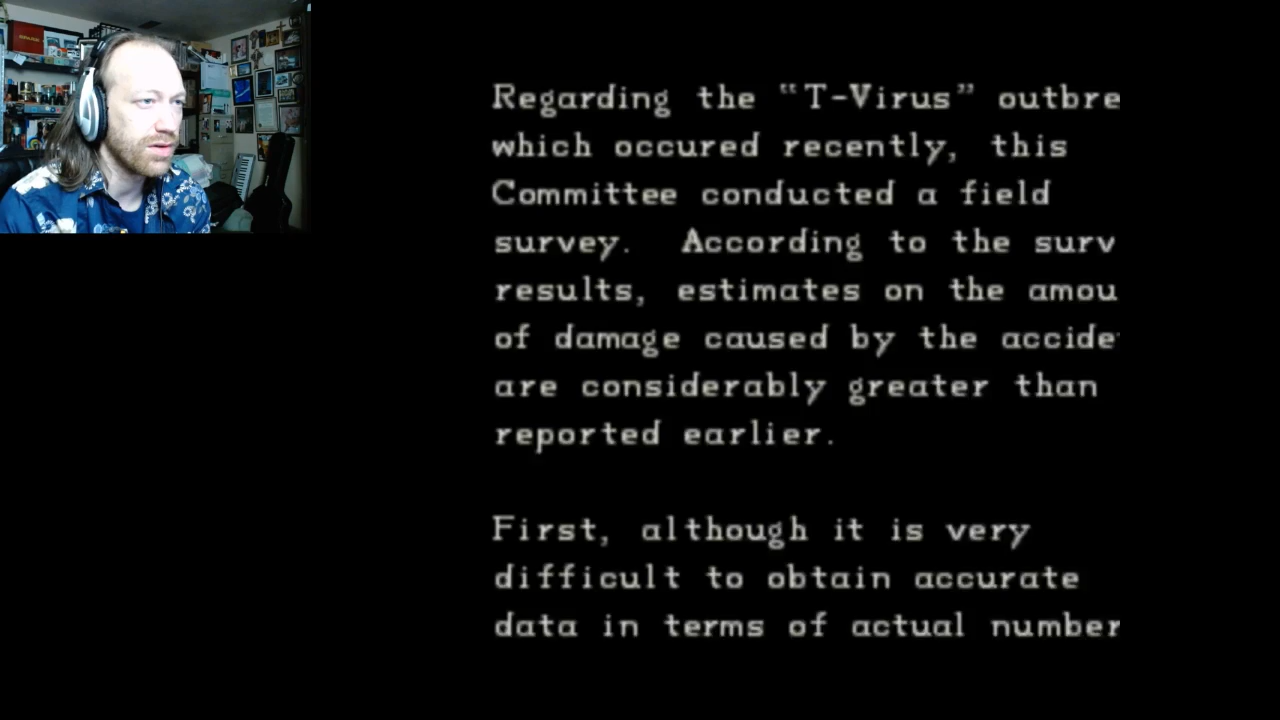 Regarding the “T-Virus” outbre
which occured recently, this
Committee conducted a field
survey. According to the surv
results, estimates on the amou
of damage caused by the accide
are considerably greater than
reported earlier.
First, although it is very
difficult to obtain accurate
data in terms of actual number